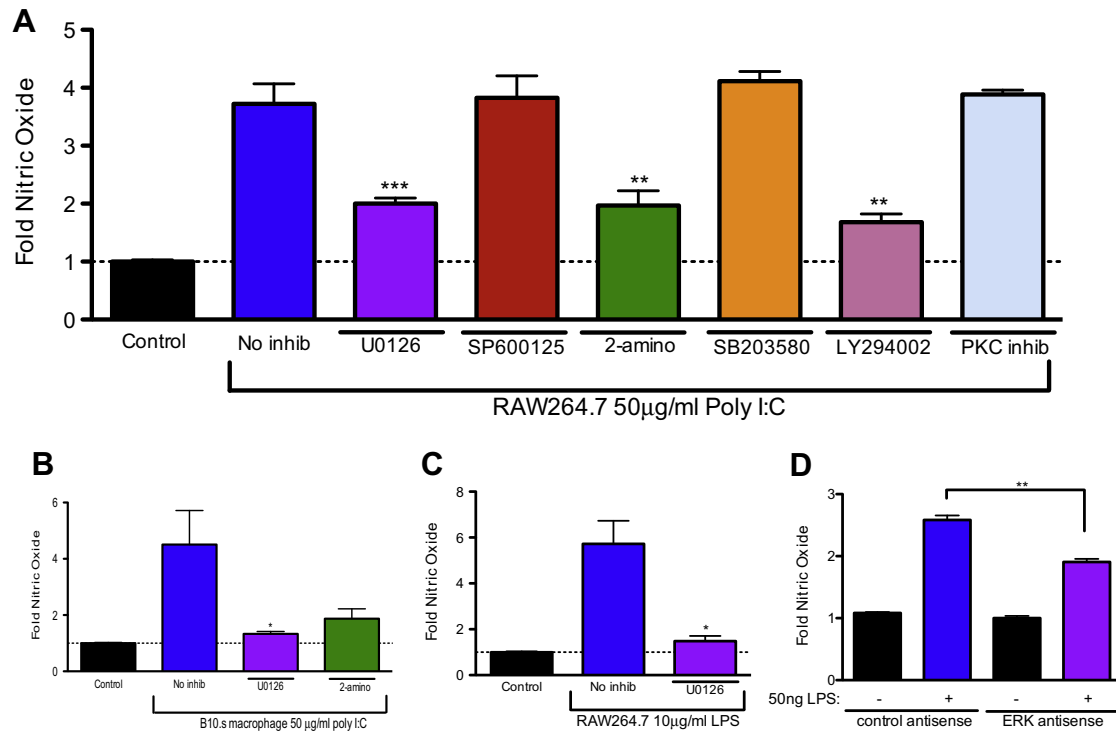 A
Fold Nitric Oxide
5
4
3
2
1
0
***
**
**
Control
No inhib
U0126
SP600125
2-amino
SB203580
LY294002
PKC inhib
RAW264.7 50µg/ml Poly I:C
B
Fold Nitric Oxide
6
4
2
0
*
Control
No inhib
U0126
2-amino
B10.s macrophage 50 µg/ml poly I:C
C
Fold Nitric Oxide
8
6
4
2
0
*
Control
No inhib
U0126
RAW264.7 10µg/ml LPS
D
Fold Nitric Oxide
3
2
1
0
**
50ng LPS: - + - +
control antisense
ERK antisense